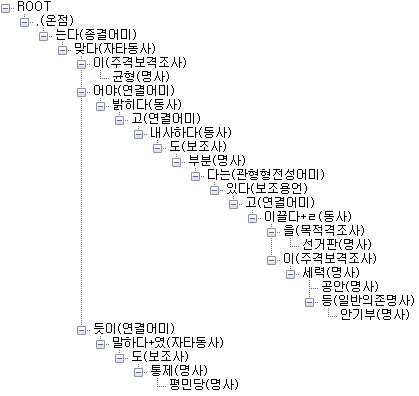 ROOT
.(온점)
는다(종결어미)
맞다(자타동사)
이(주격보격조사)
균형(명사)
어야(연결어미)
밝히다(동사)
고(연결어미)
내사하다(동사)
도(보조사)
부분(명사)
다는(관형형전성어미)
있다(보조용언)
고(연결어미)
이끌다+ㄹ(동사)
을(목적격조사)
선거판(명사)
이(주격보격조사)
세력(명사)
공안(명사)
등(일반의존명사)
안기부(명사)
듯이(연결어미)
말하다+였(자타동사)
도(보조사)
통제(명사)
평민당(명사)